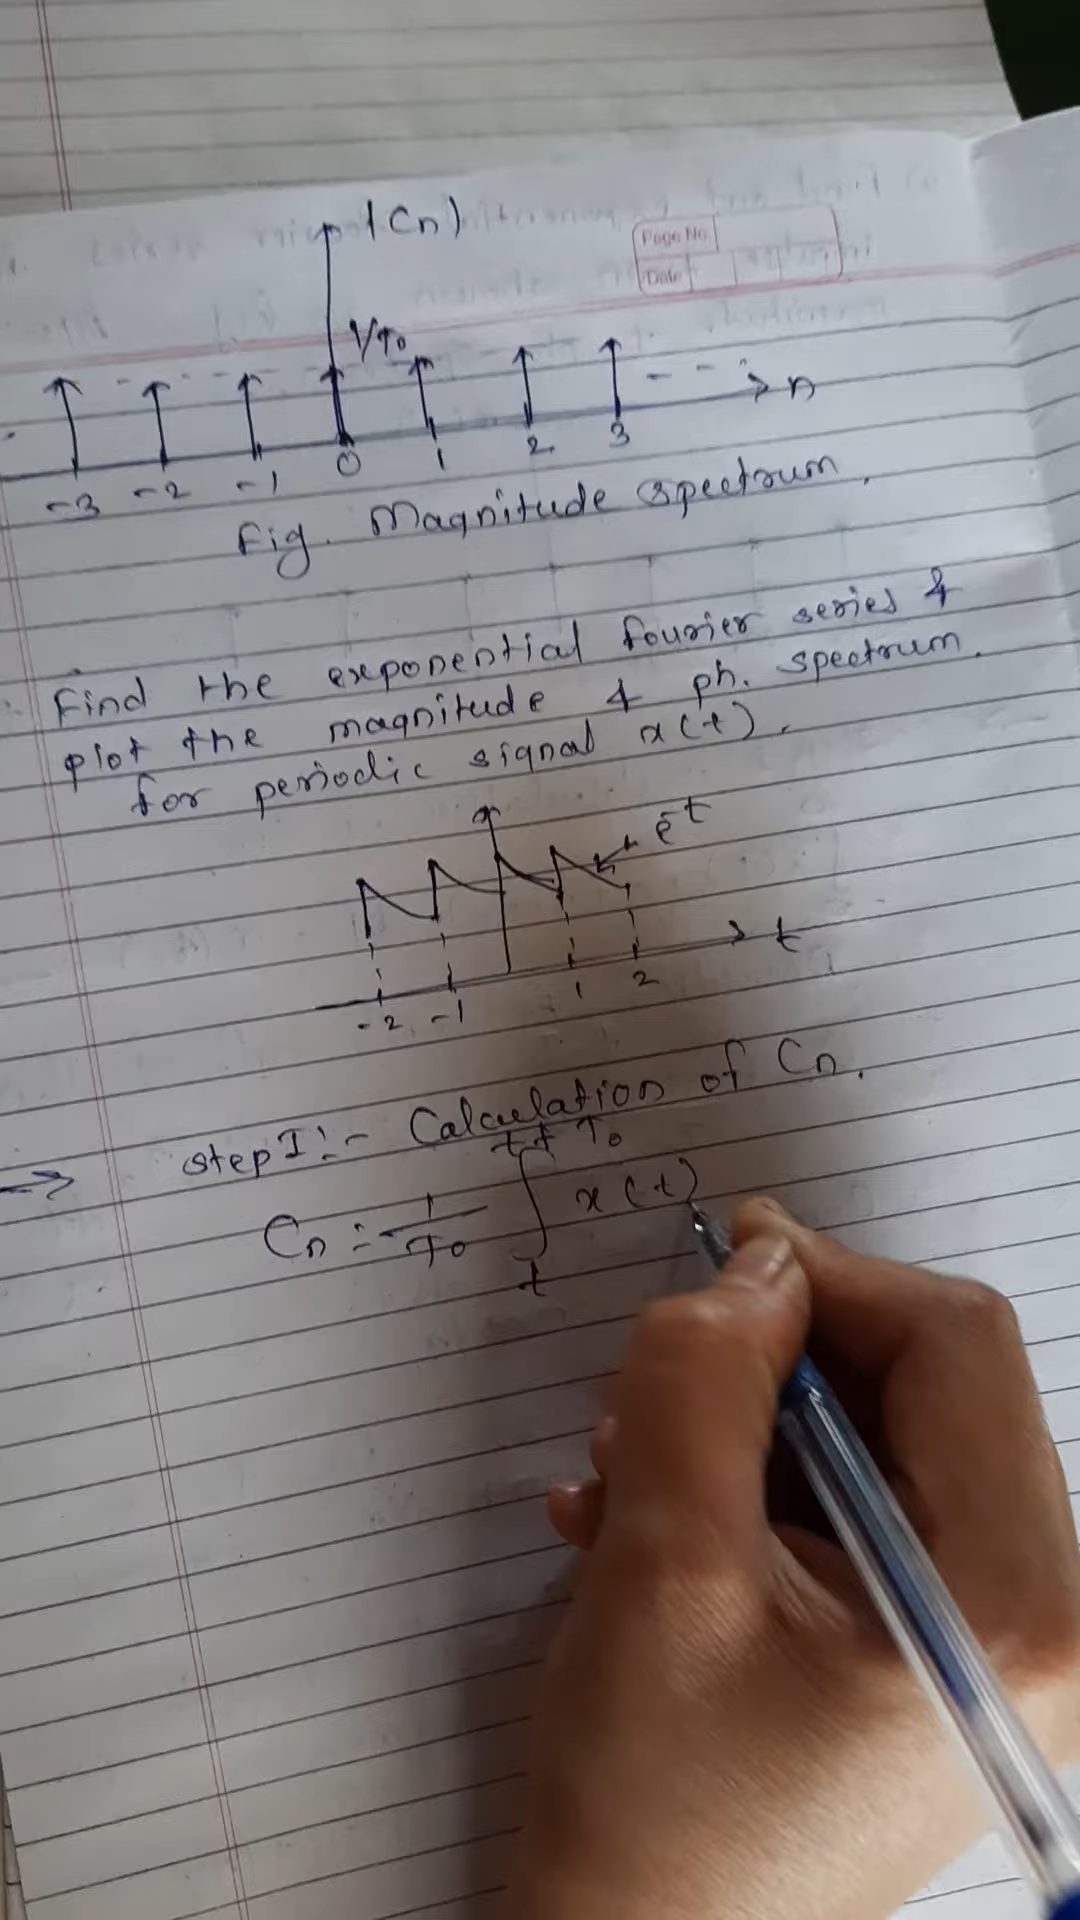 |Cn|
Page No.
Date
1/T₀
n
-3 -2 -1 0 1 2 3
Fig. Magnitude spectrum.
Find the exponential fourier series &
plot the magnitude & ph. spectrum.
for periodic signal x(t).
e^-t
t
-2 -1 1 2
Step I :- Calculation of Cn.
t+T₀
Cn = 1/T₀ ∫ x(t)
t